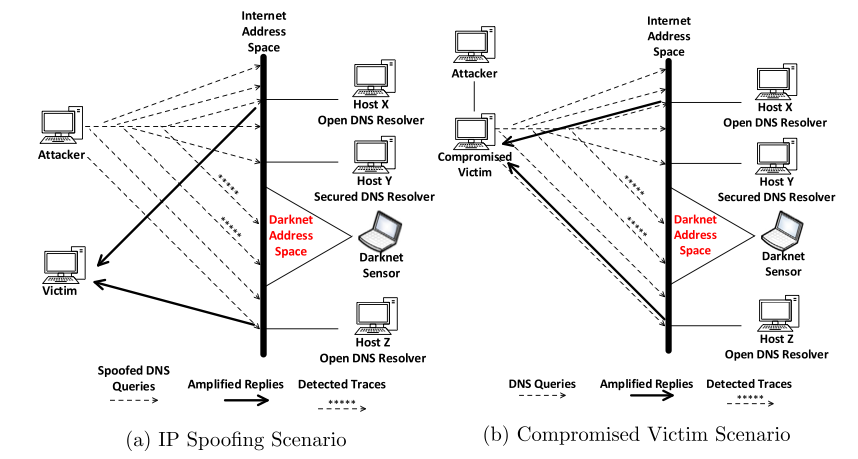 Internet
Address
Space
Attacker
Host X
Open DNS Resolver
Host Y
Secured DNS Resolver
*****
*****
Darknet
Address
Space
Darknet
Sensor
Victim
Host Z
Open DNS Resolver
Spoofed DNS
Queries
Amplified Replies
Detected Traces
*****
(a) IP Spoofing Scenario
Internet
Address
Space
Attacker
Host X
Open DNS Resolver
Compromised
Victim
Host Y
Secured DNS Resolver
*****
*****
Darknet
Address
Space
Darknet
Sensor
Host Z
Open DNS Resolver
DNS Queries
Amplified Replies
Detected Traces
*****
(b) Compromised Victim Scenario